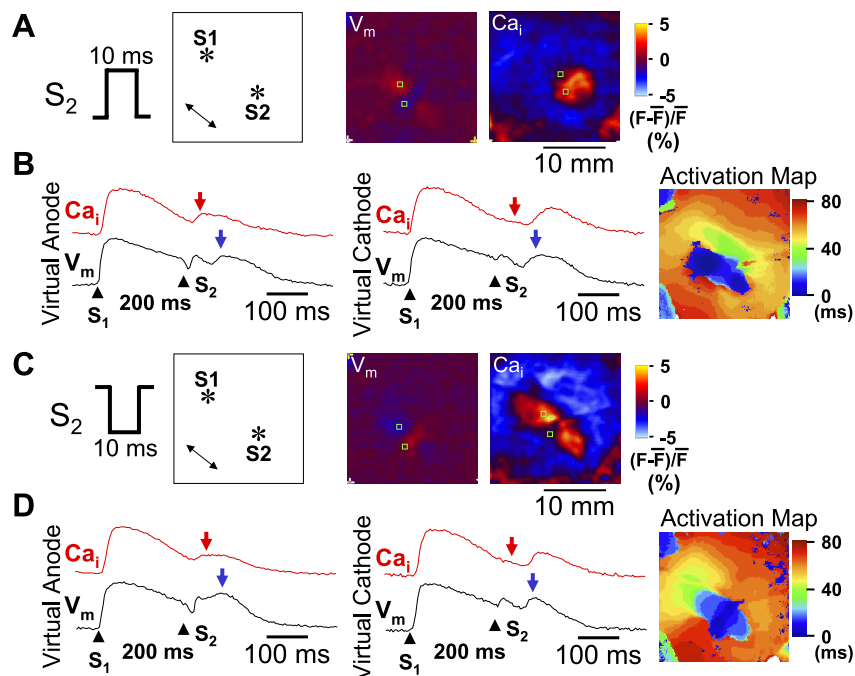 A
10 ms
S2
S1
*
*
S2
Vm
Cai
5
0
-5
(F-F̅)/F̅
(%)
10 mm
B
Virtual Anode
Cai
Vm
S1
200 ms
S2
100 ms
Virtual Cathode
Cai
Vm
S1
200 ms
S2
100 ms
Activation Map
80
40
0
(ms)
C
S2
10 ms
S1
*
*
S2
Vm
Cai
5
0
-5
(F-F̅)/F̅
(%)
10 mm
D
Virtual Anode
Cai
Vm
S1
200 ms
S2
100 ms
Virtual Cathode
Cai
Vm
S1
200 ms
S2
100 ms
Activation Map
80
40
0
(ms)